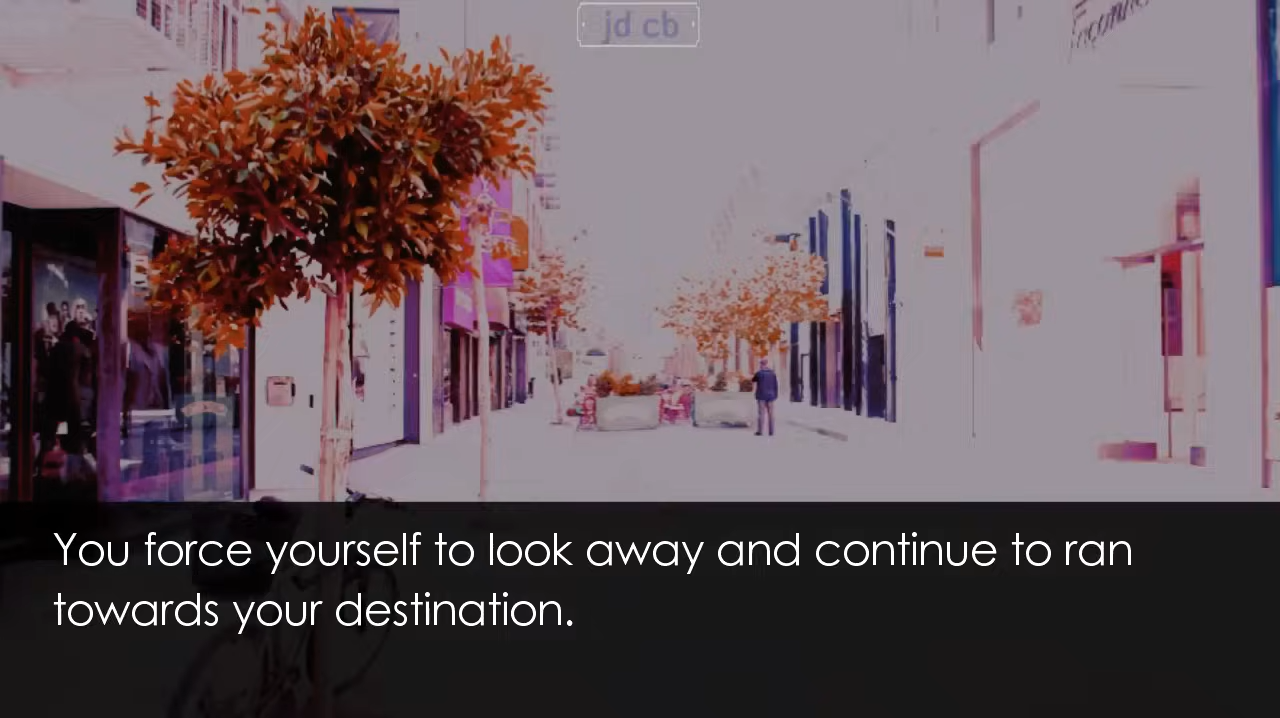 jd cb
You force yourself to look away and continue to ran
towards your destination.